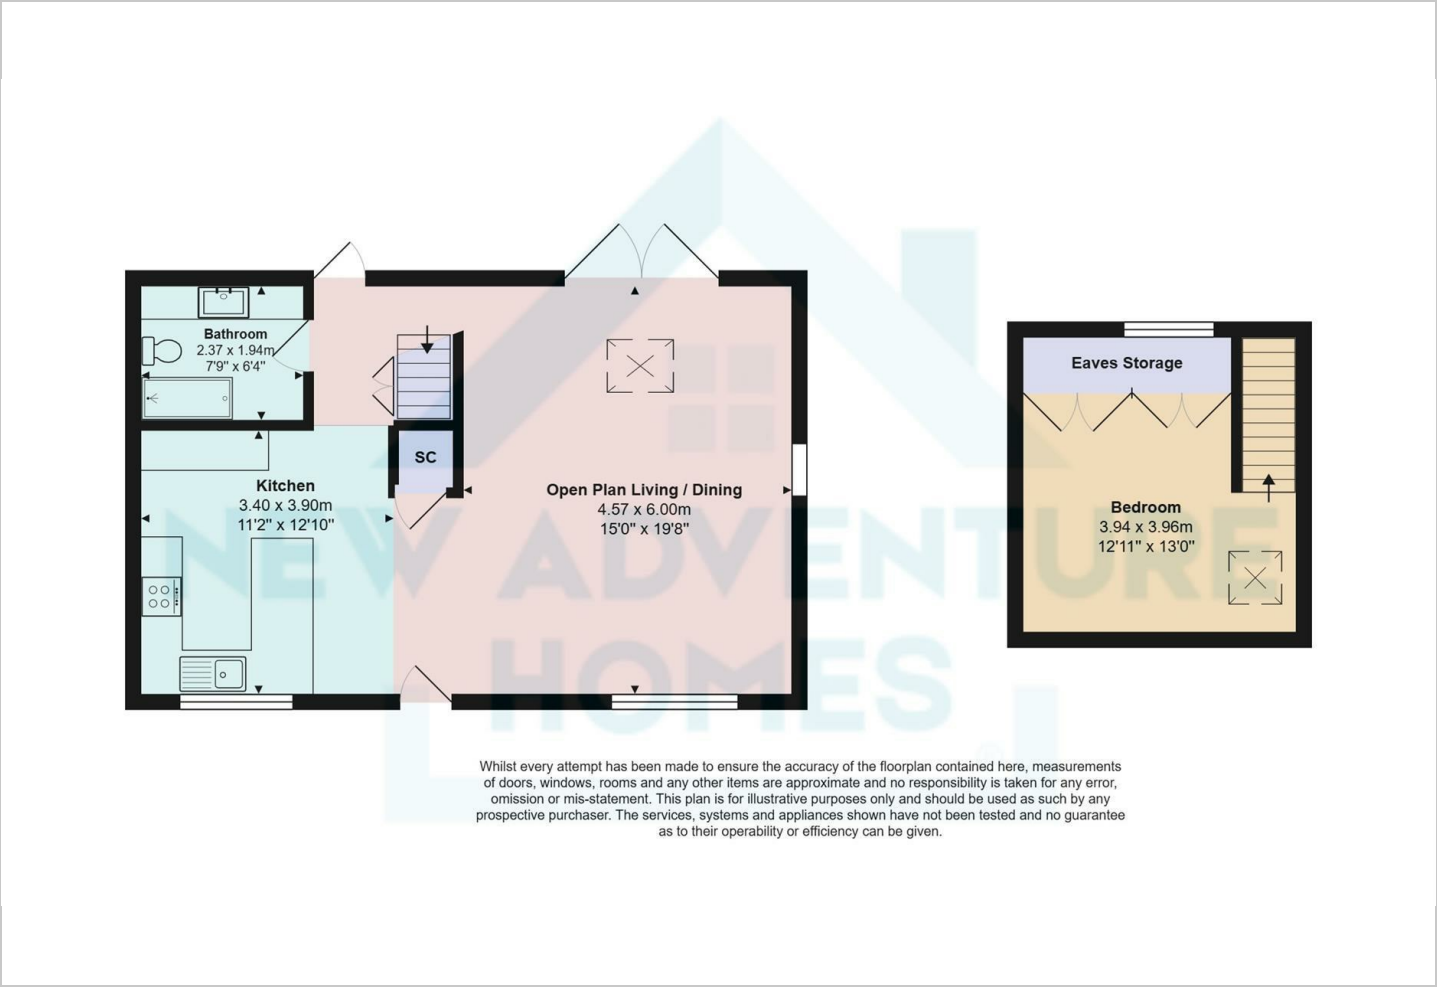 Bathroom
2.37 x 1.94m
7'9" x 6'4"
Eaves Storage
SC
Kitchen
3.40 x 3.90m
11'2" x 12'10"
Open Plan Living / Dining
4.57 x 6.00m
15'0" x 19'8"
Bedroom
3.94 x 3.96m
12'11" x 13'0"
NEW ADVENTURE
HOMES
®
Whilst every attempt has been made to ensure the accuracy of the floorplan contained here, measurements
of doors, windows, rooms and any other items are approximate and no responsibility is taken for any error,
omission or mis-statement. This plan is for illustrative purposes only and should be used as such by any
prospective purchaser. The services, systems and appliances shown have not been tested and no guarantee
as to their operability or efficiency can be given.